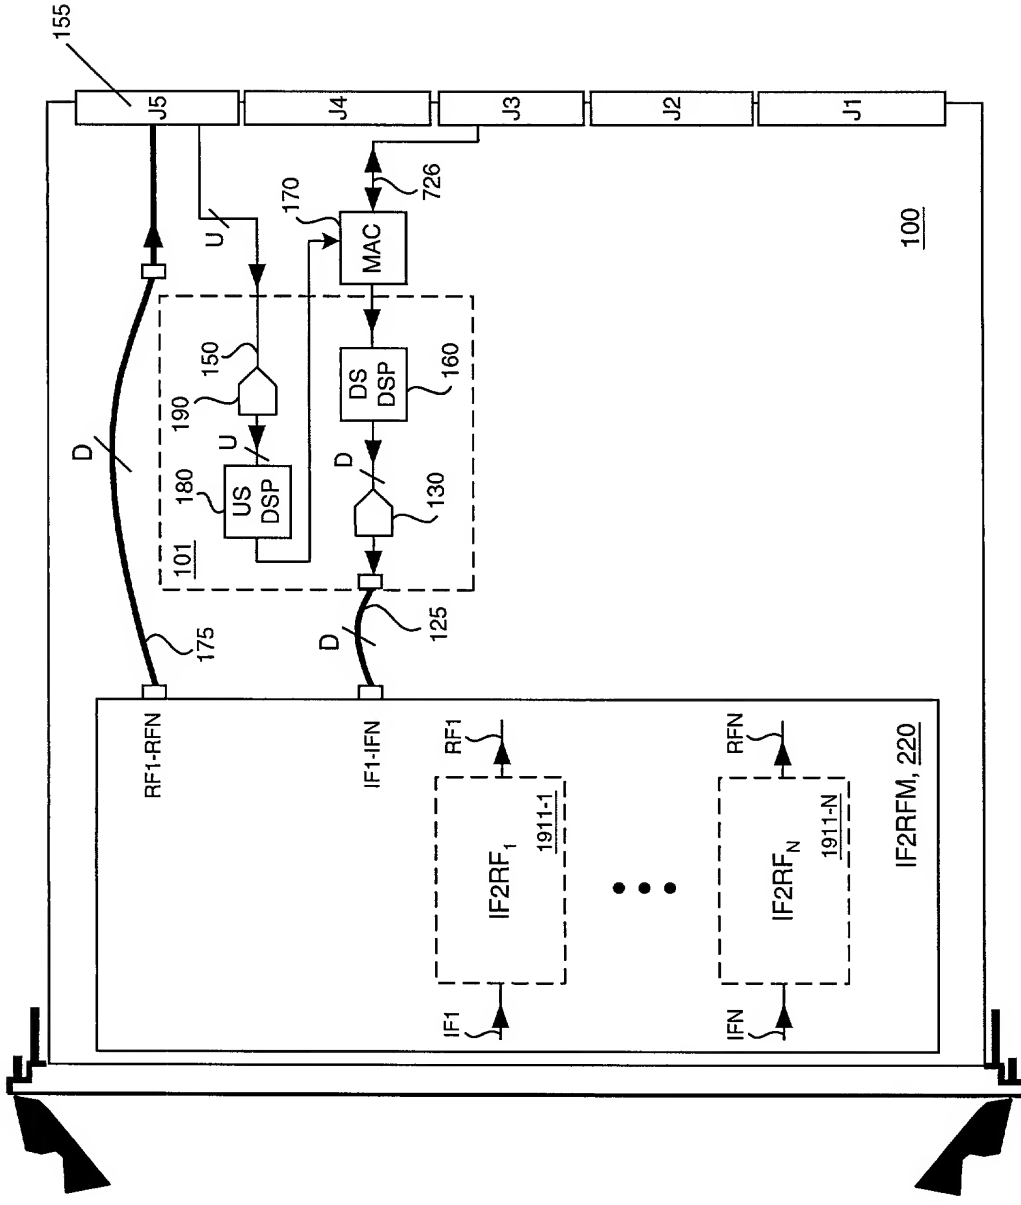 155
J5
J4
J3
J2
J1
D
175
U
150
190
U
180
US
DSP
101
170
MAC
726
DS
DSP
160
D
130
D
125
100
RF1-RFN
IF1-IFN
IF1
IF2RF1
1911-1
RF1
IFN
IF2RFN
1911-N
RFN
IF2RFM, 220